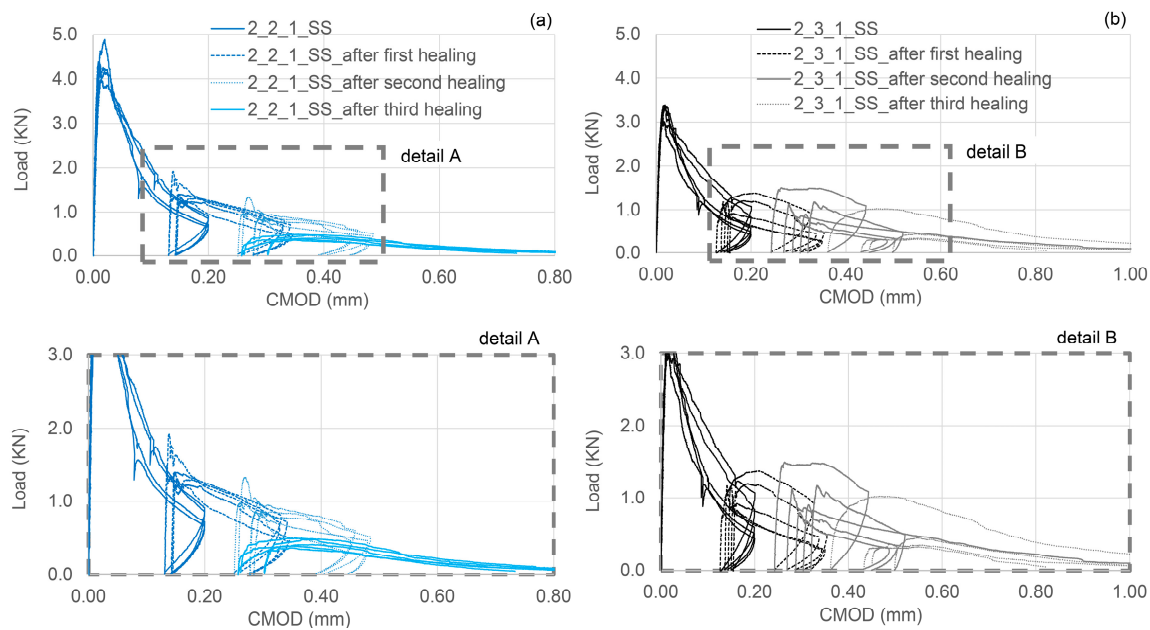 (a)
2_2_1_SS
2_2_1_SS_after first healing
2_2_1_SS_after second healing
2_2_1_SS_after third healing
5.0
4.0
3.0
2.0
1.0
0.0
Load (KN)
detail A
0.00
0.20
0.40
0.60
0.80
CMOD (mm)
(b)
2_3_1_SS
2_3_1_SS_after first healing
2_3_1_SS_after second healing
2_3_1_SS_after third healing
5.0
4.0
3.0
2.0
1.0
0.0
Load (KN)
detail B
0.00
0.20
0.40
0.60
0.80
1.00
CMOD (mm)
detail A
3.0
2.0
1.0
0.0
Load (KN)
0.00
0.20
0.40
0.60
0.80
CMOD (mm)
detail B
3.0
2.0
1.0
0.0
Load (KN)
0.00
0.20
0.40
0.60
0.80
1.00
CMOD (mm)